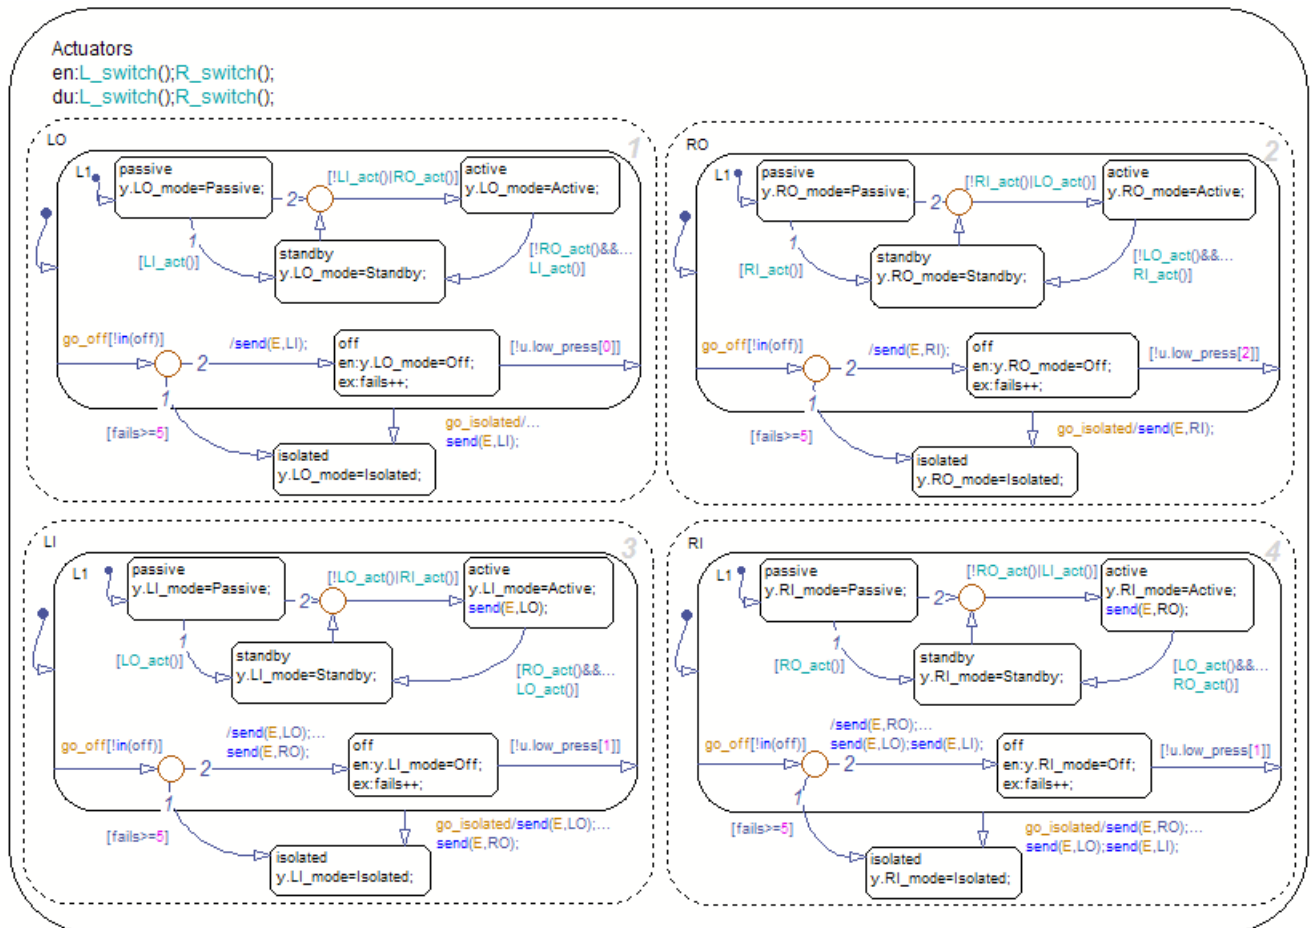 Actuators
en:L_switch();R_switch();
du:L_switch();R_switch();
LO
1
L1
passive
y.LO_mode=Passive;
2
[!LI_act()|RO_act()]
active
y.LO_mode=Active;
1
[LI_act()]
standby
y.LO_mode=Standby;
[!RO_act()&&...
LI_act()]
go_off[!in(off)]
2
/send(E,LI);
off
en:y.LO_mode=Off;
ex:fails++;
[!u.low_press[0]]
1
[fails>=5]
go_isolated/...
send(E,LI);
isolated
y.LO_mode=Isolated;
RO
2
L1
passive
y.RO_mode=Passive;
2
[!RI_act()|LO_act()]
active
y.RO_mode=Active;
1
[RI_act()]
standby
y.RO_mode=Standby;
[!LO_act()&&...
RI_act()]
go_off[!in(off)]
2
/send(E,RI);
off
en:y.RO_mode=Off;
ex:fails++;
[!u.low_press[2]]
1
[fails>=5]
go_isolated/send(E,RI);
isolated
y.RO_mode=Isolated;
LI
3
L1
passive
y.LI_mode=Passive;
2
[!LO_act()|RI_act()]
active
y.LI_mode=Active;
send(E,LO);
1
[LO_act()]
standby
y.LI_mode=Standby;
[RO_act()&&...
LO_act()]
go_off[!in(off)]
2
/send(E,LO);...
send(E,RO);
off
en:y.LI_mode=Off;
ex:fails++;
[!u.low_press[1]]
1
[fails>=5]
go_isolated/send(E,LO);...
send(E,RO);
isolated
y.LI_mode=Isolated;
RI
4
L1
passive
y.RI_mode=Passive;
2
[!RO_act()|LI_act()]
active
y.RI_mode=Active;
send(E,RO);
1
[RO_act()]
standby
y.RI_mode=Standby;
[LO_act()&&...
RO_act()]
go_off[!in(off)]
2
/send(E,RO);...
send(E,LO);send(E,LI);
off
en:y.RI_mode=Off;
ex:fails++;
[!u.low_press[1]]
1
[fails>=5]
go_isolated/send(E,RO);...
send(E,LO);send(E,LI);
isolated
y.RI_mode=Isolated;